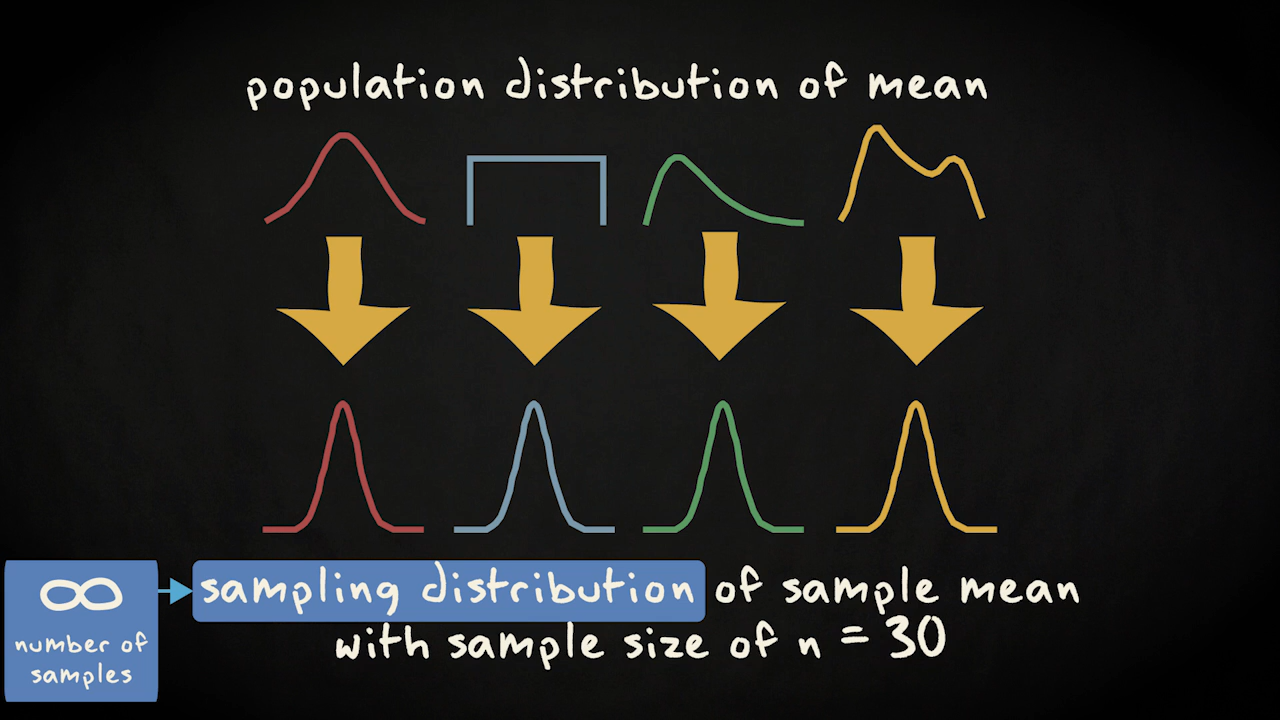 population distribution of mean
sampling distribution of sample mean
with sample size of n = 30
∞
number of
samples